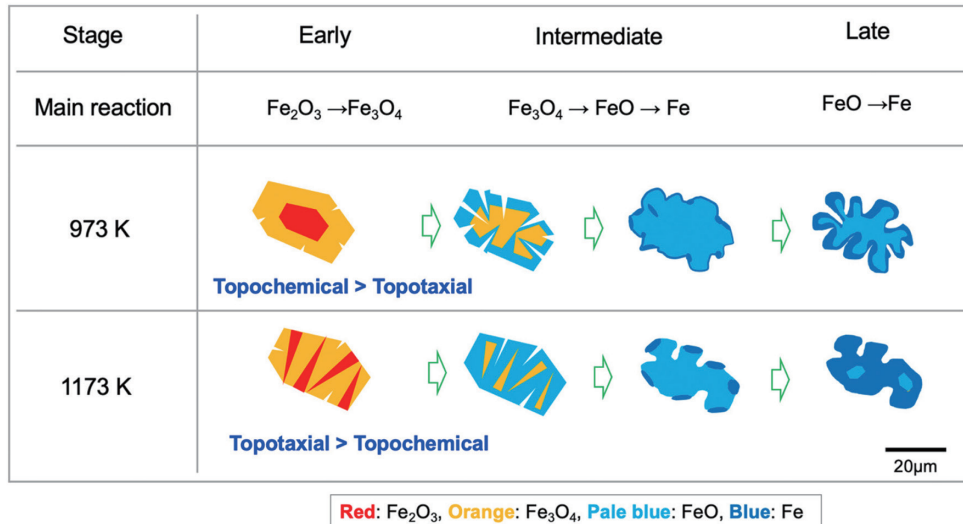 Stage Early Intermediate Late
Main reaction Fe₂O₃ →Fe₃O₄ Fe₃O₄ → FeO → Fe FeO →Fe
973 K
Topochemical > Topotaxial
1173 K
Topotaxial > Topochemical
20μm
Red: Fe₂O₃, Orange: Fe₃O₄, Pale blue: FeO, Blue: Fe